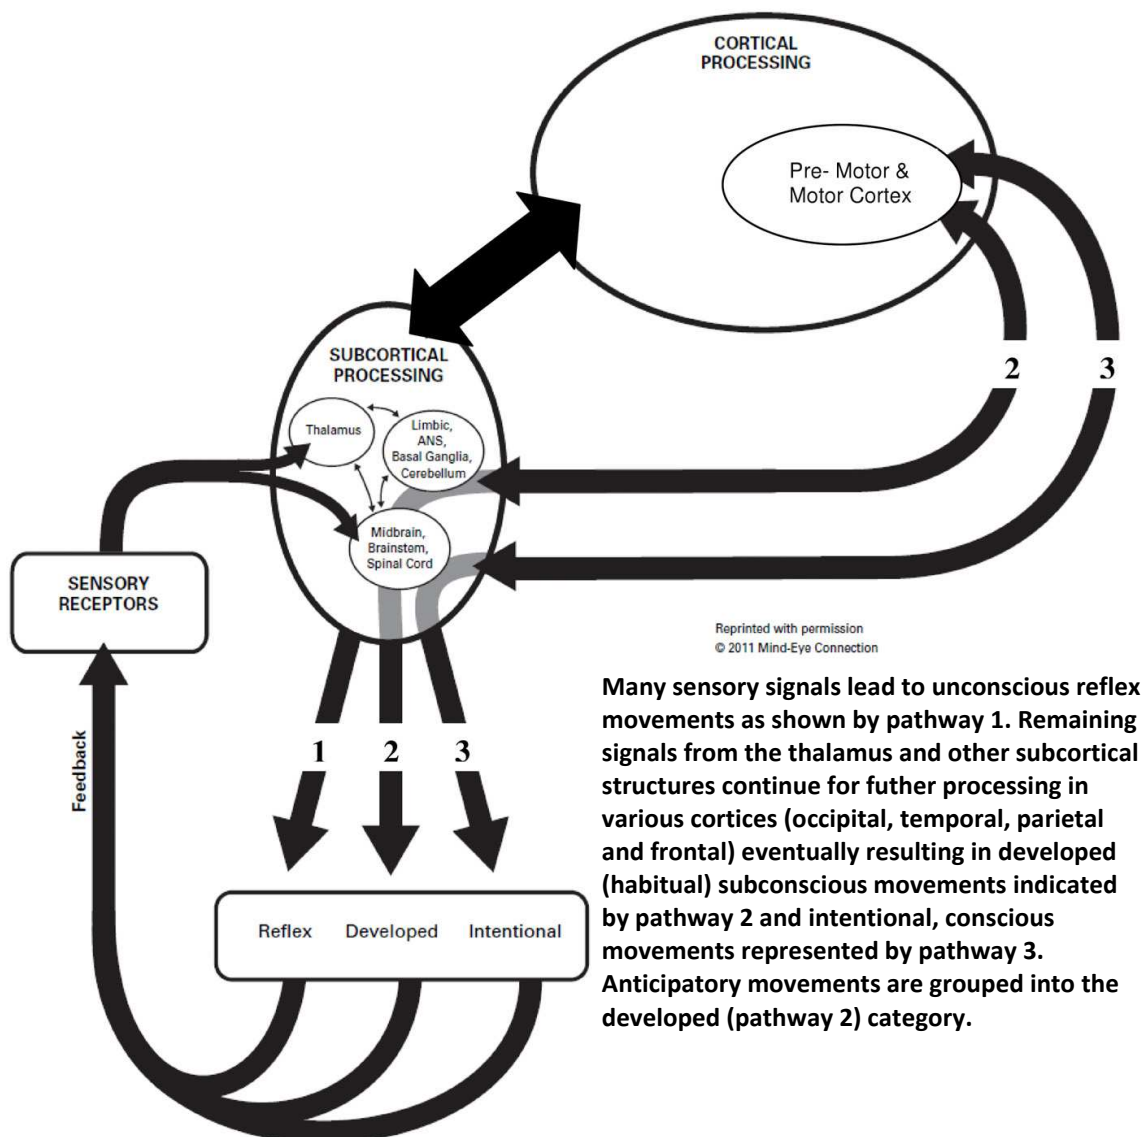 CORTICAL
PROCESSING
Pre- Motor &
Motor Cortex
2
3
SUBCORTICAL
PROCESSING
Thalamus
Limbic,
ANS,
Basal Ganglia,
Cerebellum
Midbrain,
Brainstem,
Spinal Cord
SENSORY
RECEPTORS
Reprinted with permission
© 2011 Mind-Eye Connection
Many sensory signals lead to unconscious reflex
movements as shown by pathway 1. Remaining
signals from the thalamus and other subcortical
structures continue for futher processing in
various cortices (occipital, temporal, parietal
and frontal) eventually resulting in developed
(habitual) subconscious movements indicated
by pathway 2 and intentional, conscious
movements represented by pathway 3.
Anticipatory movements are grouped into the
developed (pathway 2) category.
1 2 3
Feedback
Reflex Developed Intentional